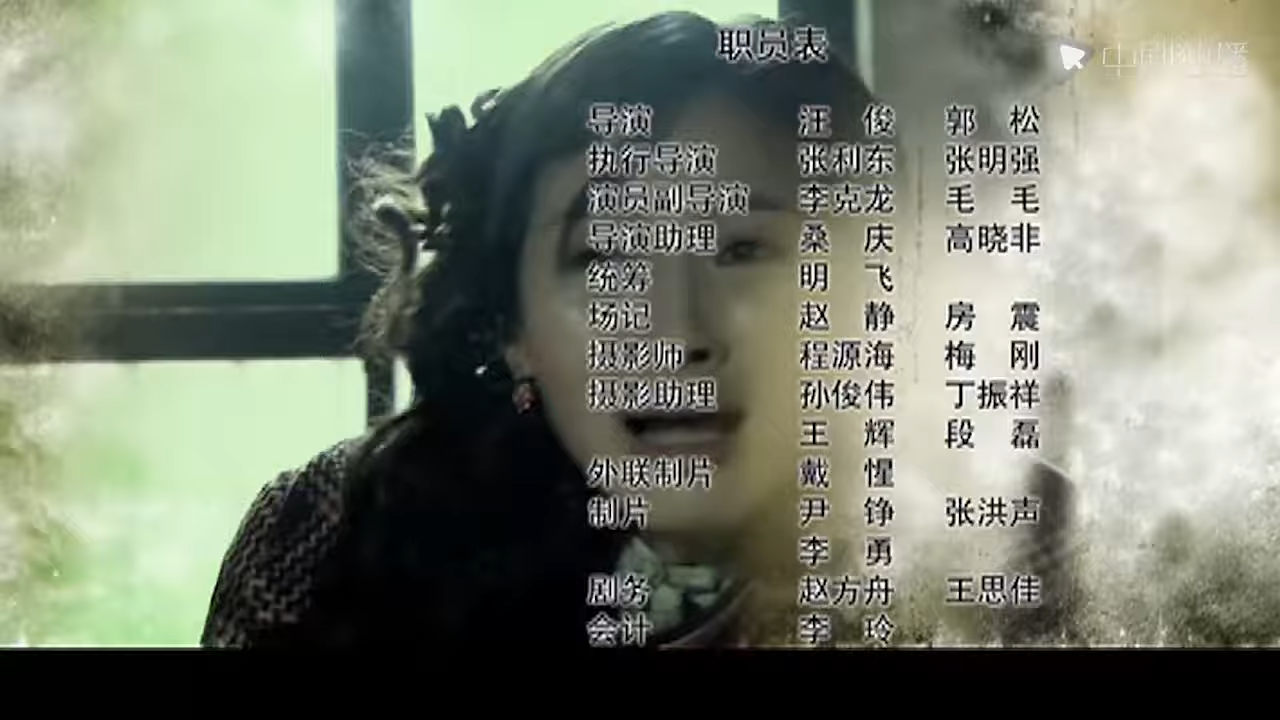 职员表
导演 汪俊 郭松
执行导演 张利东 张明强
演员副导演 李克龙 毛毛
导演助理 桑庆 高晓非
统筹 明飞
场记 赵静 房震
摄影师 程源海 梅刚
摄影助理 孙俊伟 丁振祥
王辉 段磊
外联制片 戴惺
制片 尹铮 张洪声
李勇
剧务 赵方舟 王思佳
会计 李玲